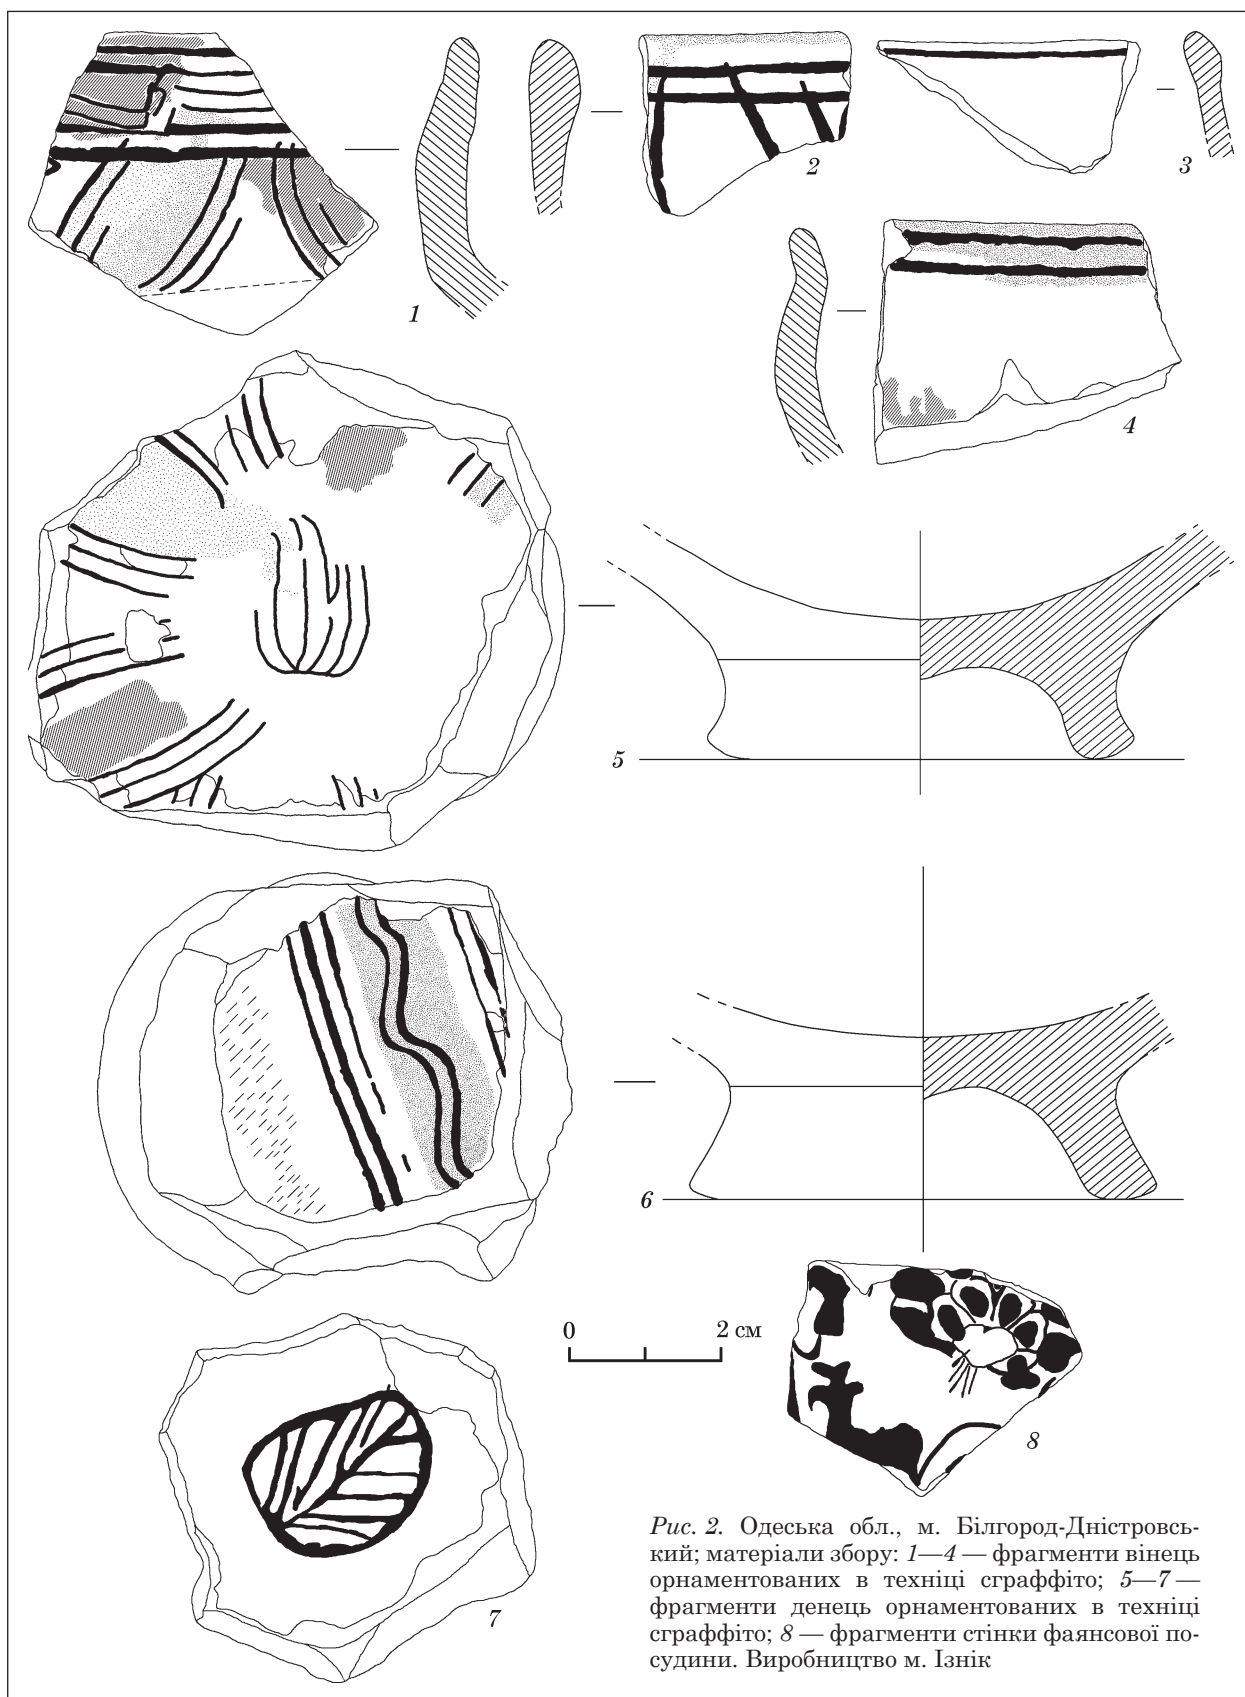 1
2
3
4
5
6
0 2 см
7
8
Рис. 2. Одеська обл., м. Білгород-Дністровсь-
кий; матеріали збору: 1—4 — фрагменти вінець
орнаментованих в техніці сграффіто; 5—7 —
фрагменти денець орнаментованих в техніці
сграффіто; 8 — фрагменти стінки фаянсової по-
судини. Виробництво м. Ізнік